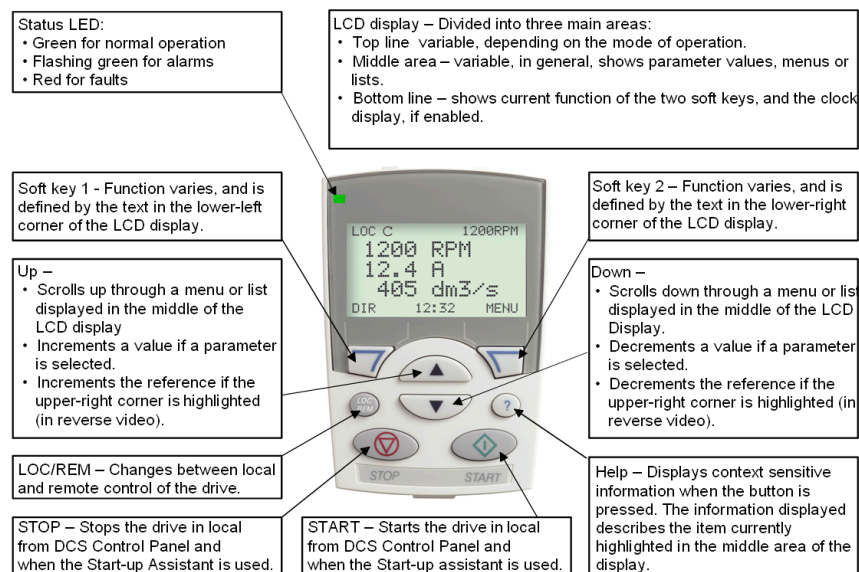 Status LED:
• Green for normal operation
• Flashing green for alarms
• Red for faults
LCD display – Divided into three main areas:
• Top line variable, depending on the mode of operation.
• Middle area – variable, in general, shows parameter values, menus or
lists.
• Bottom line – shows current function of the two soft keys, and the clock
display, if enabled.
Soft key 1 - Function varies, and is
defined by the text in the lower-left
corner of the LCD display.
Soft key 2 – Function varies, and is
defined by the text in the lower-right
corner of the LCD display.
LOC C 1200RPM
1200 RPM
12.4 A
405 dm3/s
DIR 12:32 MENU
Up –
• Scrolls up through a menu or list
displayed in the middle of the
LCD display
• Increments a value if a parameter
is selected.
• Increments the reference if the
upper-right corner is highlighted
(in reverse video).
Down –
• Scrolls down through a menu or list
displayed in the middle of the LCD
Display.
• Decrements a value if a parameter
is selected.
• Decrements the reference if the
upper-right corner is highlighted (in
reverse video).
LOC
REM
?
STOP START
LOC/REM – Changes between local
and remote control of the drive.
Help – Displays context sensitive
information when the button is
pressed. The information displayed
describes the item currently
highlighted in the middle area of the
display.
STOP – Stops the drive in local
from DCS Control Panel and
when the Start-up Assistant is used.
START – Starts the drive in local
from DCS Control Panel and
when the Start-up assistant is used.